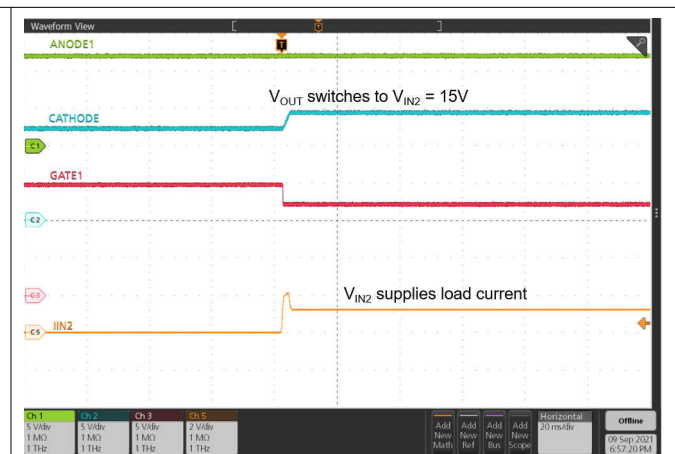 Waveform View
ANODE1
T
VOUT switches to VIN2 = 15V
CATHODE
C1
GATE1
C2
C3
VIN2 supplies load current
C5 IIN2
Ch 1 Ch 2 Ch 3 Ch 5
5 V/div 5 V/div 5 V/div 2 V/div
1 MΩ 1 MΩ 1 MΩ 1 MΩ
1 THz 1 THz 1 THz 1 THz
Add New Math
Add New Ref
Add New Bus
Add New Scope
Horizontal
20 ms/div
Offline
09 Sep 2021
6:57:20 PM